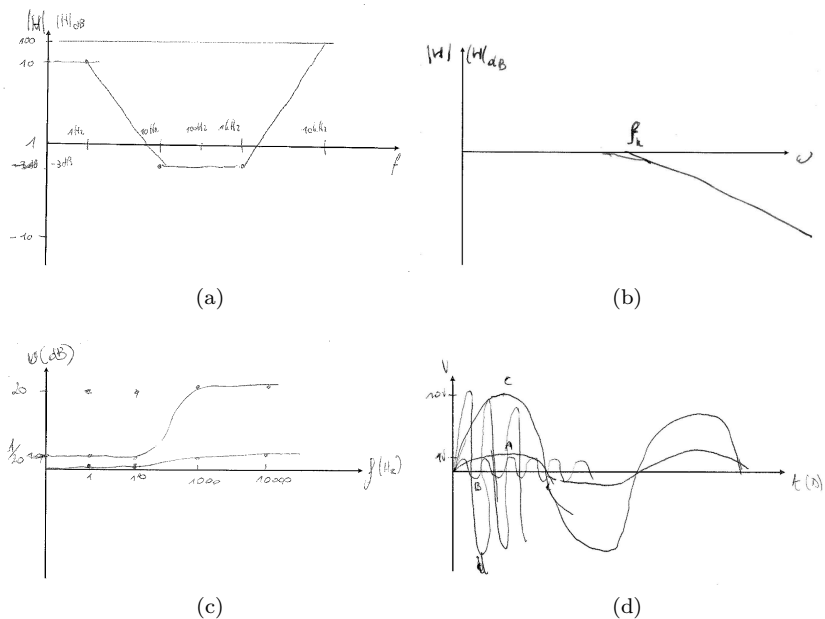 |H| |H|dB
100
10
1Hz 10Hz 100Hz 1kHz 10kHz
1
f
-3dB
-10
(a)
|H| |H|dB
fk
ω
(b)
(dB)
20
1/20
1 10 1000 10000
f(Hz)
(c)
V
10V
C
1V
A
B
(d)